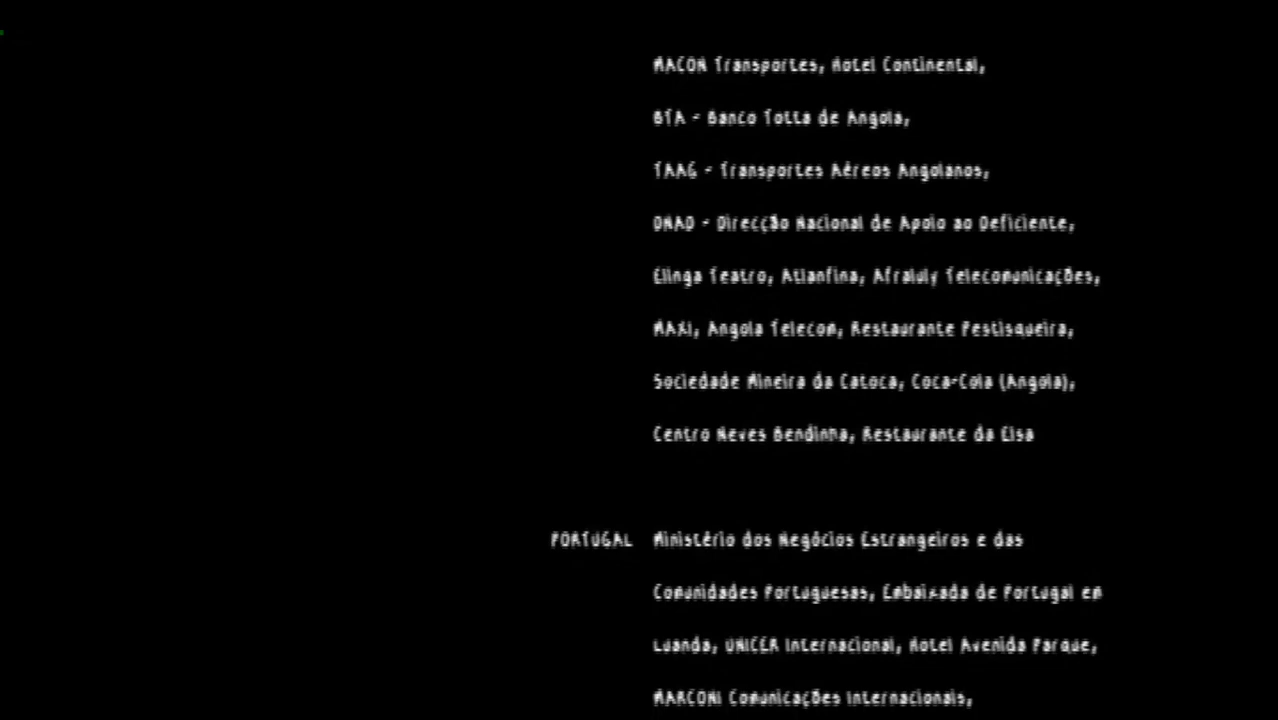 MACON Transportes, Hotel Continental,
BTA - Banco Totta de Angola,
TAAG - Transportes Aéreos Angolanos,
DNAD - Direcção Nacional de Apoio ao Deficiente,
Elinga Teatro, Atlanfina, Afraluly Telecomunicações,
MAXI, Angola Telecom, Restaurante Pestisqueira,
Sociedade Mineira da Catoca, Coca-Cola (Angola),
Centro Neves Bendinha, Restaurante da Elsa
PORTUGAL Ministério dos Negócios Estrangeiros e das
Comunidades Portuguesas, Embaixada de Portugal em
Luanda, UNICER Internacional, Hotel Avenida Parque,
MARCONI Comunicações Internacionais,